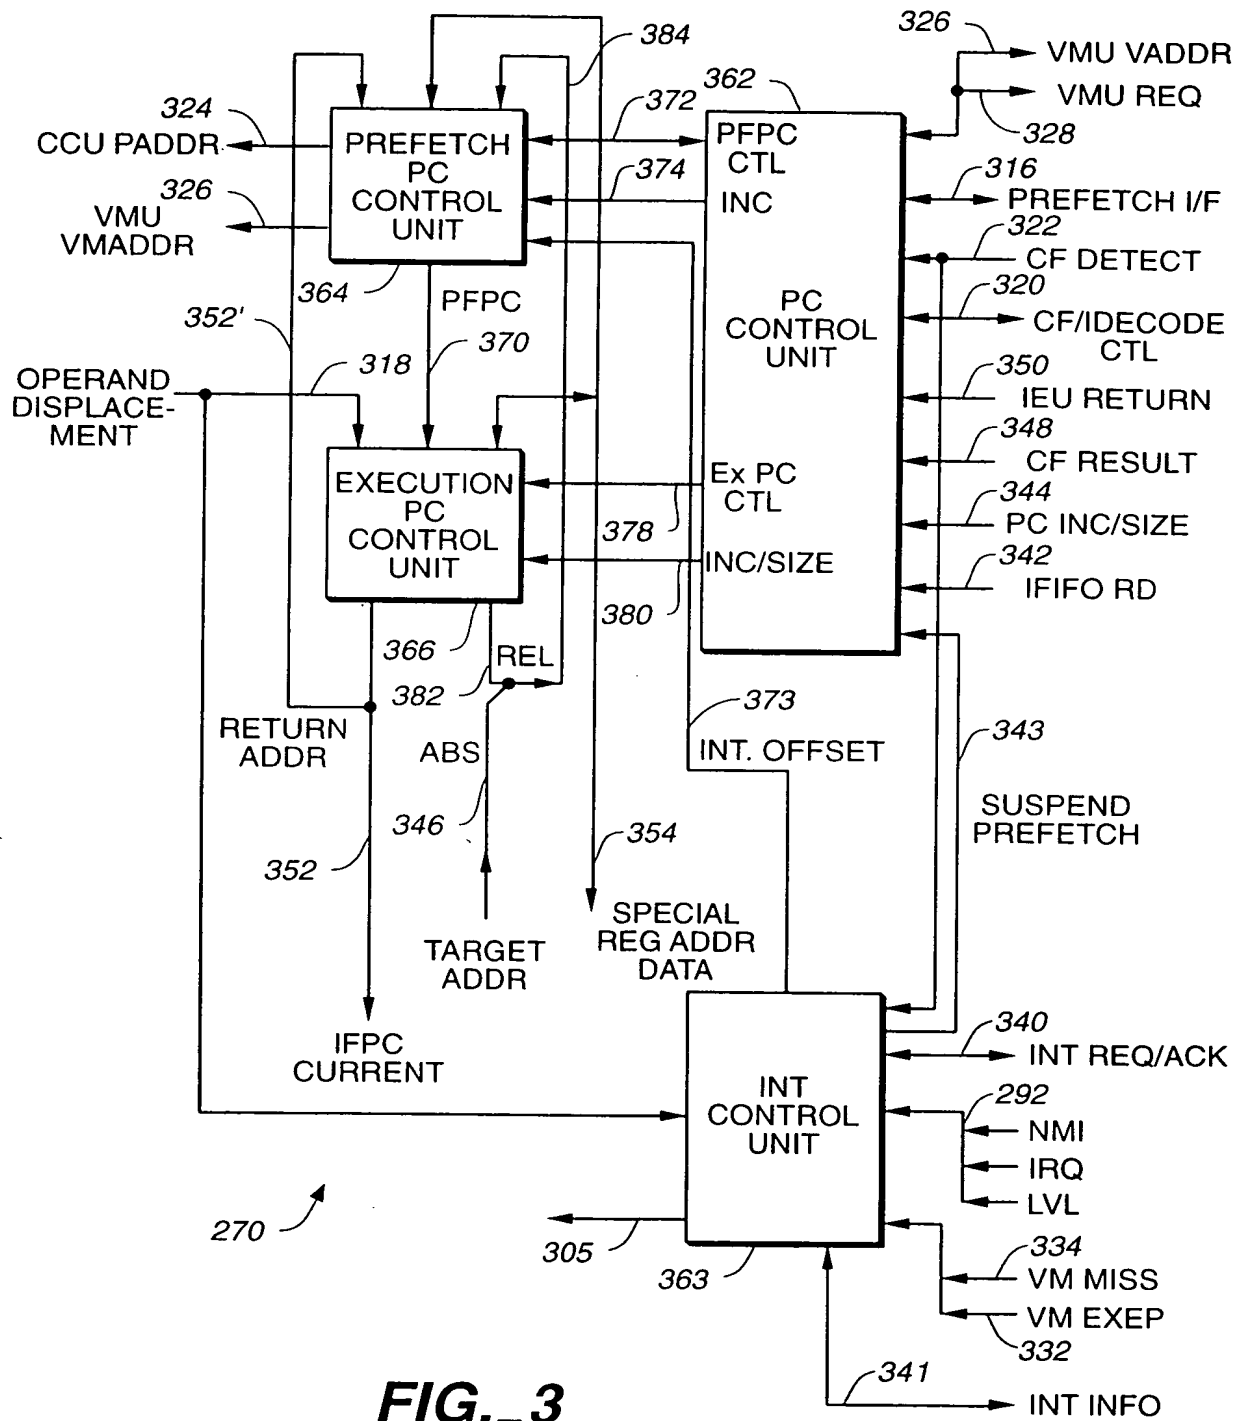 384
326
VMU VADDR
362
324
372
VMU REQ
328
CCU PADDR
PREFETCH
PC
CONTROL
UNIT
PFPC
CTL
374
INC
316
PREFETCH I/F
326
VMU
VMADDR
322
CF DETECT
364
PFPC
352'
370
PC
CONTROL
UNIT
320
CF/IDECODE
CTL
318
OPERAND
DISPLACE-
MENT
350
IEU RETURN
348
CF RESULT
EXECUTION
PC
CONTROL
UNIT
Ex PC
CTL
378
344
PC INC/SIZE
INC/SIZE
380
342
IFIFO RD
366
REL
382
RETURN
ADDR
373
INT. OFFSET
343
ABS
346
SUSPEND
PREFETCH
352
354
TARGET
ADDR
SPECIAL
REG ADDR
DATA
IFPC
CURRENT
340
INT REQ/ACK
INT
CONTROL
UNIT
292
NMI
IRQ
LVL
270
305
363
334
VM MISS
VM EXEP
332
341
INT INFO
FIG._3